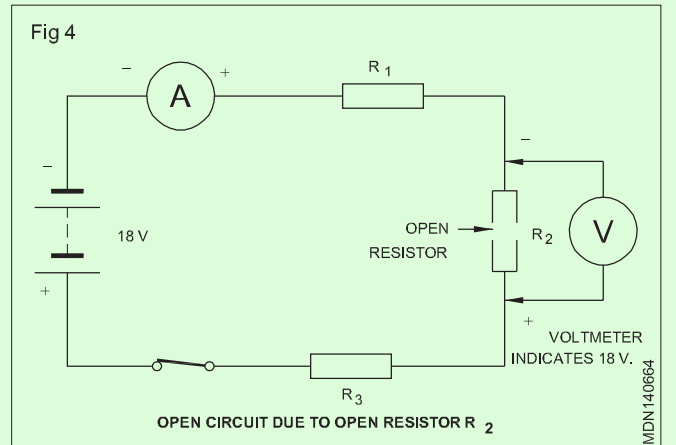 Fig 4
R 1
− A +
−
−
18 V
OPEN
RESISTOR
R 2
V
+
+
VOLTMETER
INDICATES 18 V.
R 3
OPEN CIRCUIT DUE TO OPEN RESISTOR R 2
MDN140664